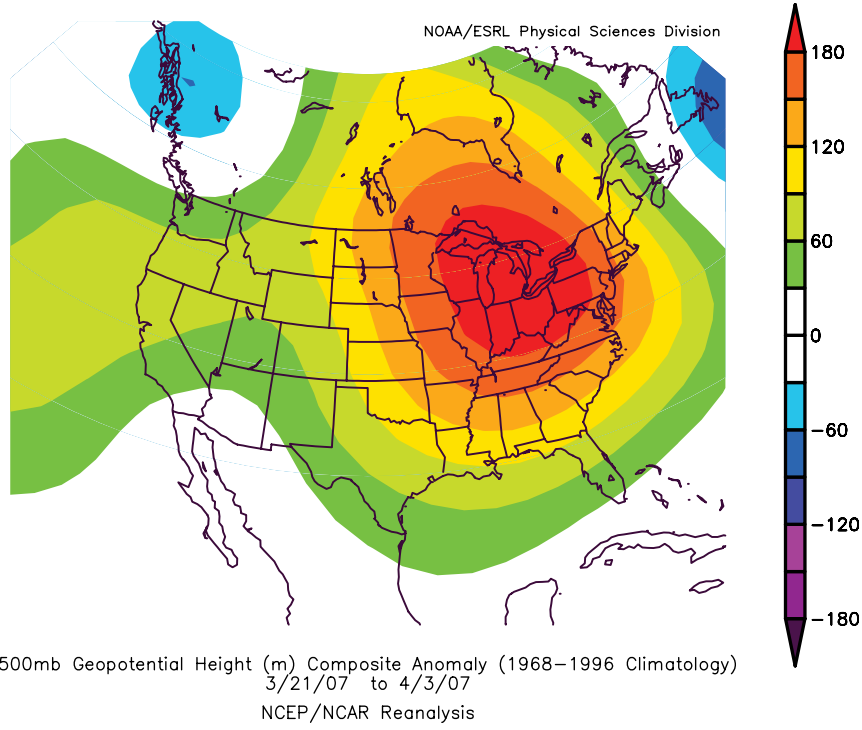 NOAA/ESRL Physical Sciences Division
180
120
60
0
−60
−120
−180
500mb Geopotential Height (m) Composite Anomaly (1968−1996 Climatology)
3/21/07 to 4/3/07
NCEP/NCAR Reanalysis